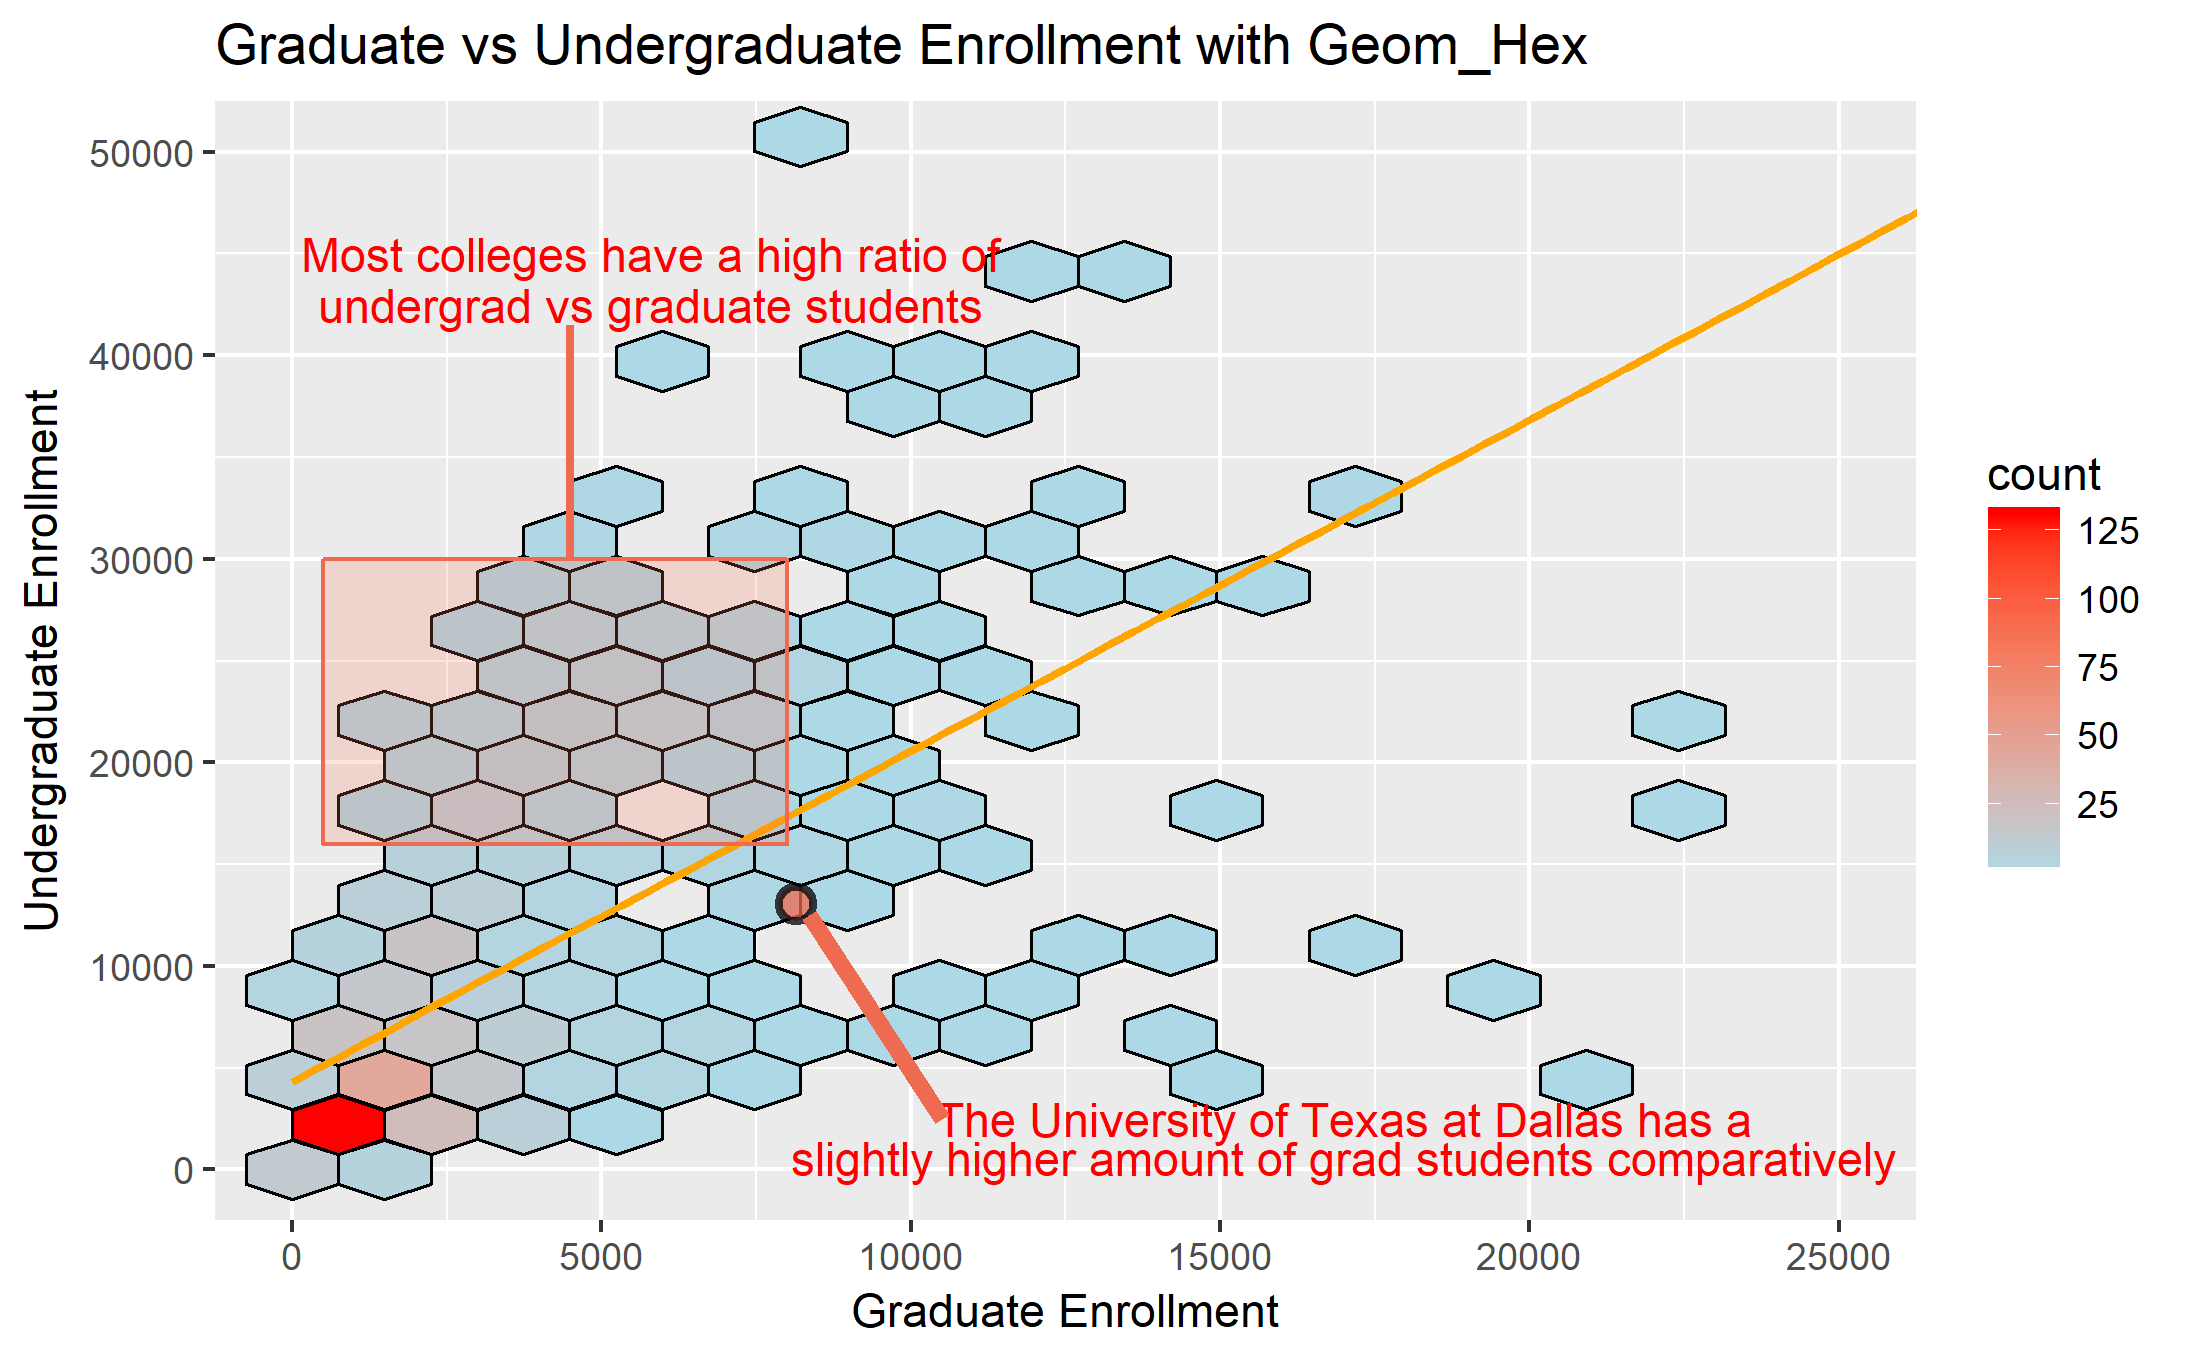 Graduate vs Undergraduate Enrollment with Geom_Hex
50000
40000
30000
20000
10000
0
Undergraduate Enrollment
Most colleges have a high ratio of
undergrad vs graduate students
The University of Texas at Dallas has a
slightly higher amount of grad students comparatively
0
5000
10000
15000
20000
25000
Graduate Enrollment
count
125
100
75
50
25